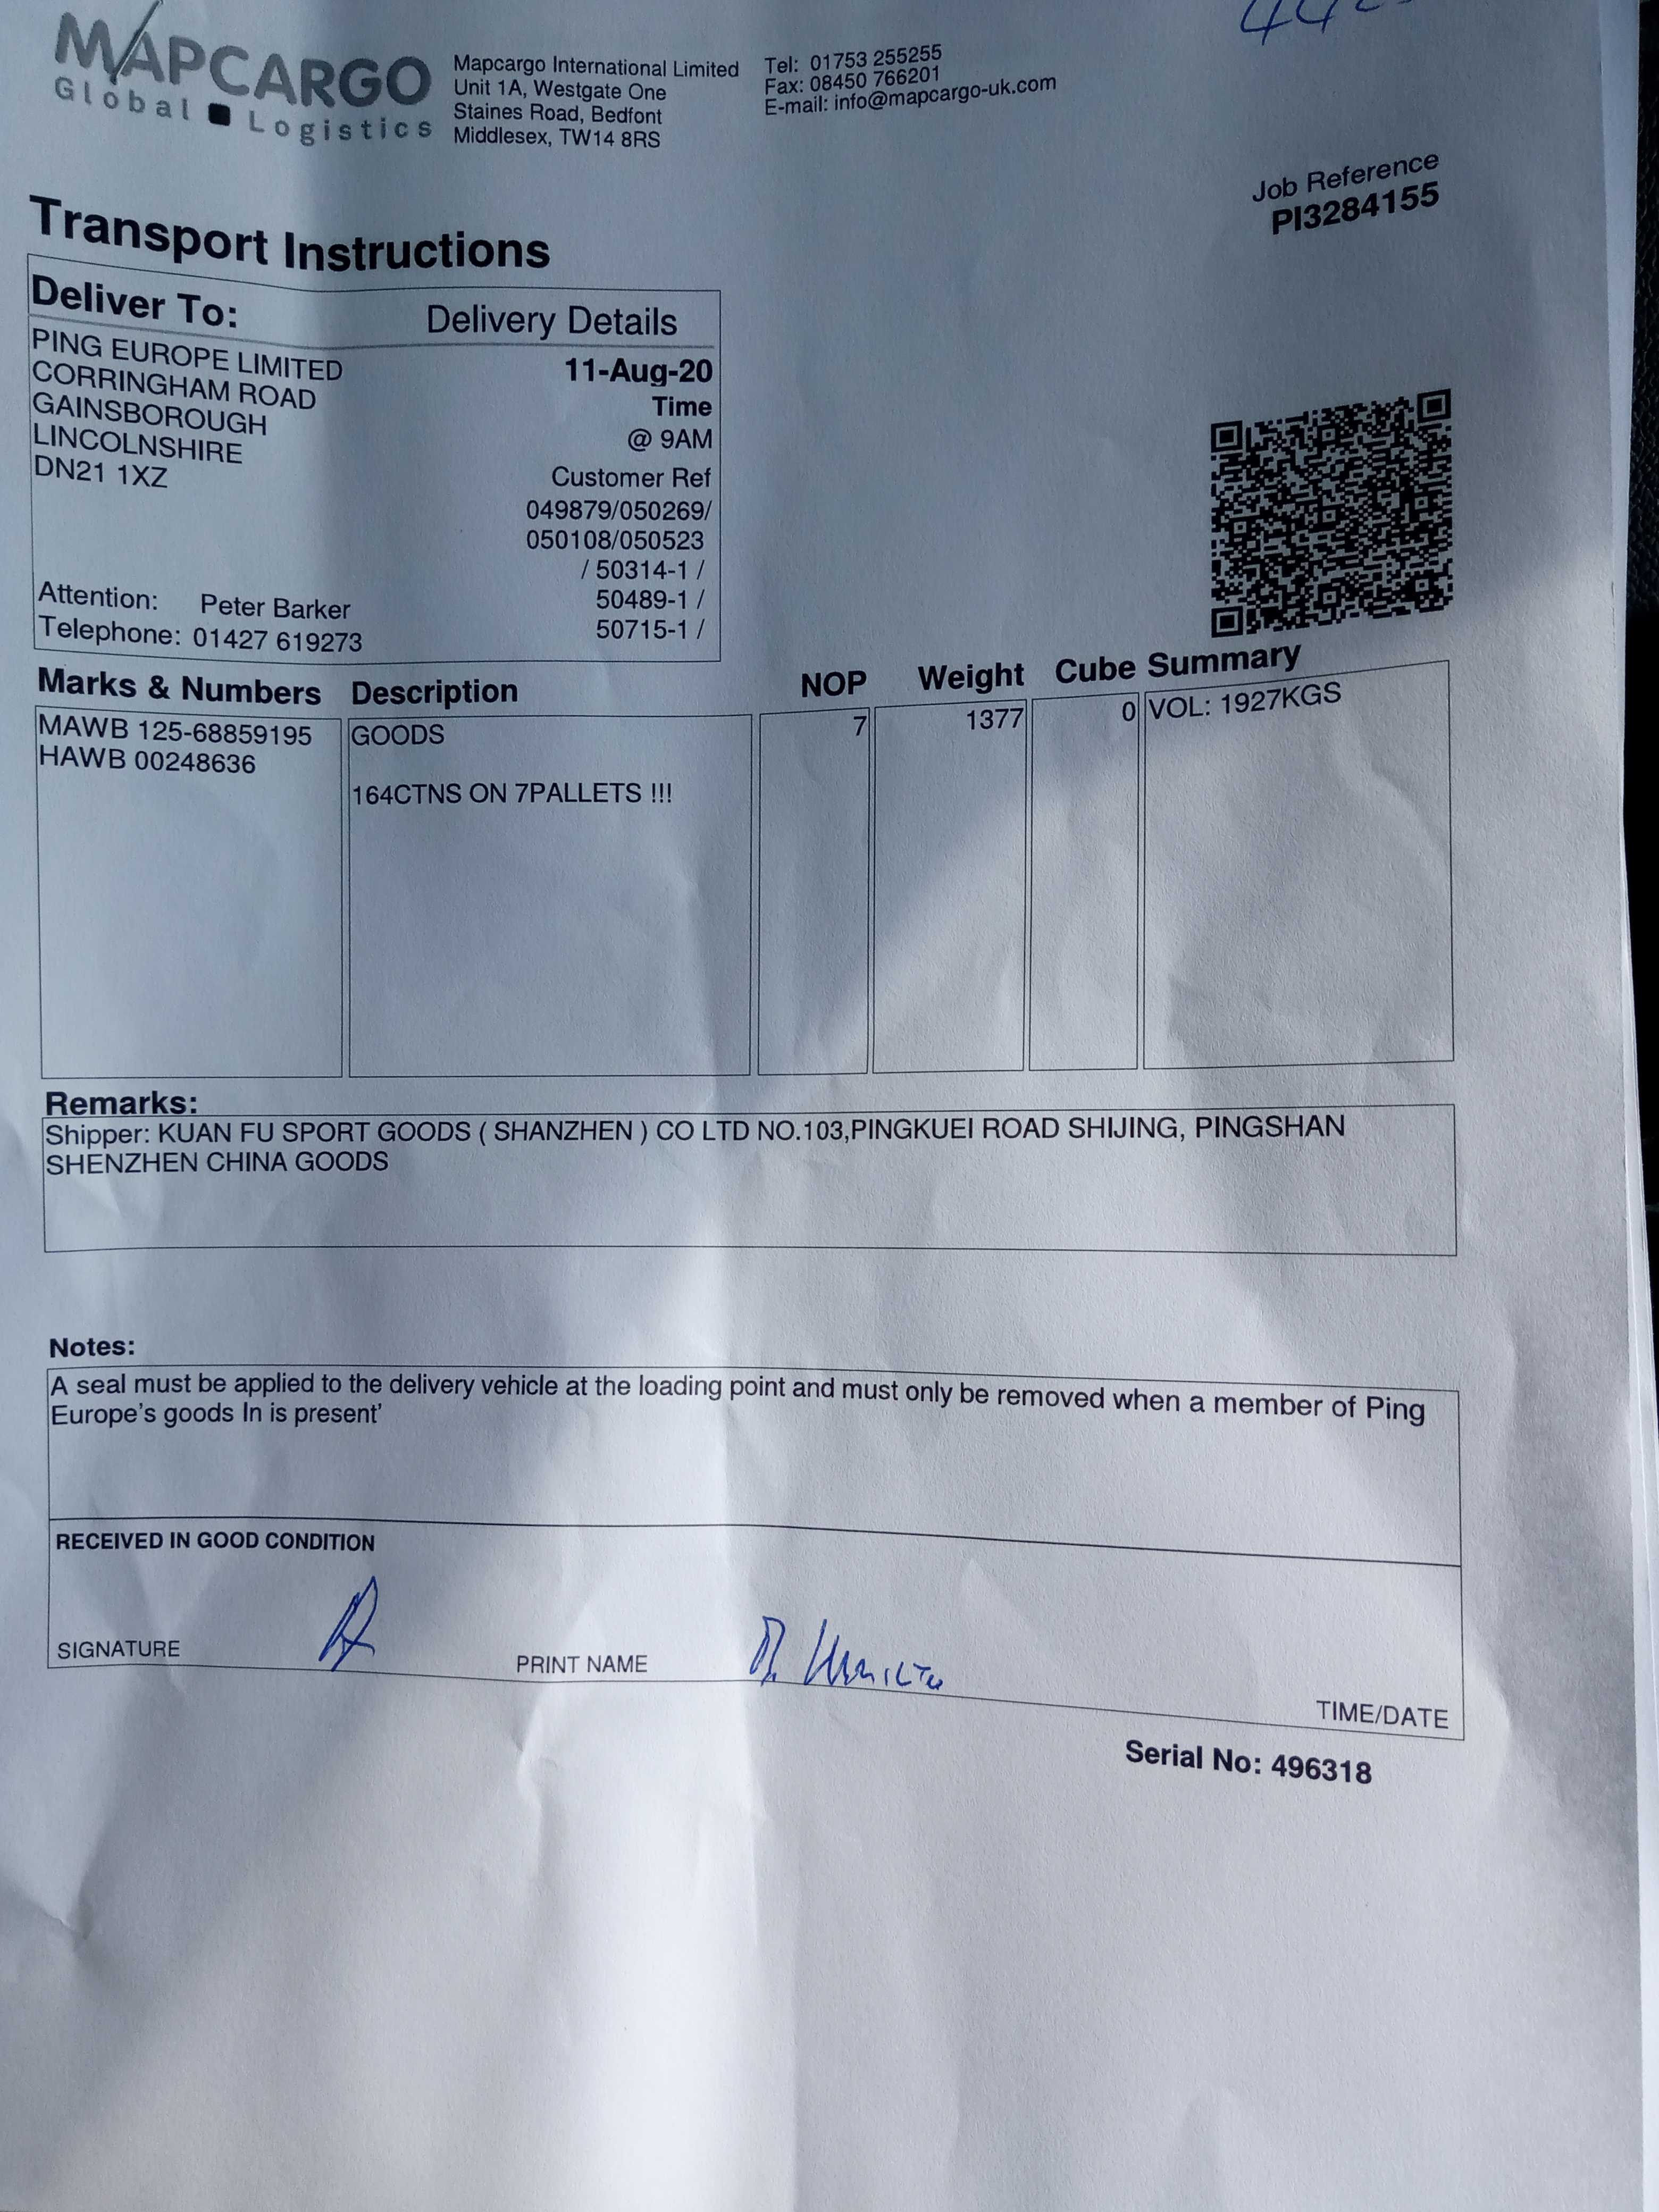 MAPCARGO
Global Logistics
Mapcargo International Limited
Unit 1A, Westgate One
Staines Road, Bedfont
Middlesex, TW14 8RS
Tel: 01753 255255
Fax: 08450 766201
E-mail: info@mapcargo-uk.com
Job Reference
PI3284155
Transport Instructions
Deliver To:
PING EUROPE LIMITED
CORRINGHAM ROAD
GAINSBOROUGH
LINCOLNSHIRE
DN21 1XZ
Attention: Peter Barker
Telephone: 01427 619273
Delivery Details
11-Aug-20
Time
@ 9AM
Customer Ref
049879/050269/
050108/050523
/ 50314-1 /
50489-1 /
50715-1 /
Marks & Numbers Description NOP Weight Cube Summary
MAWB 125-68859195 GOODS 7 1377 0 VOL: 1927KGS
HAWB 00248636
164CTNS ON 7PALLETS !!!
Remarks:
Shipper: KUAN FU SPORT GOODS ( SHANZHEN ) CO LTD NO.103,PINGKUEI ROAD SHIJING, PINGSHAN
SHENZHEN CHINA GOODS
Notes:
A seal must be applied to the delivery vehicle at the loading point and must only be removed when a member of Ping
Europe's goods In is present'
RECEIVED IN GOOD CONDITION
SIGNATURE
PRINT NAME
TIME/DATE
Serial No: 496318